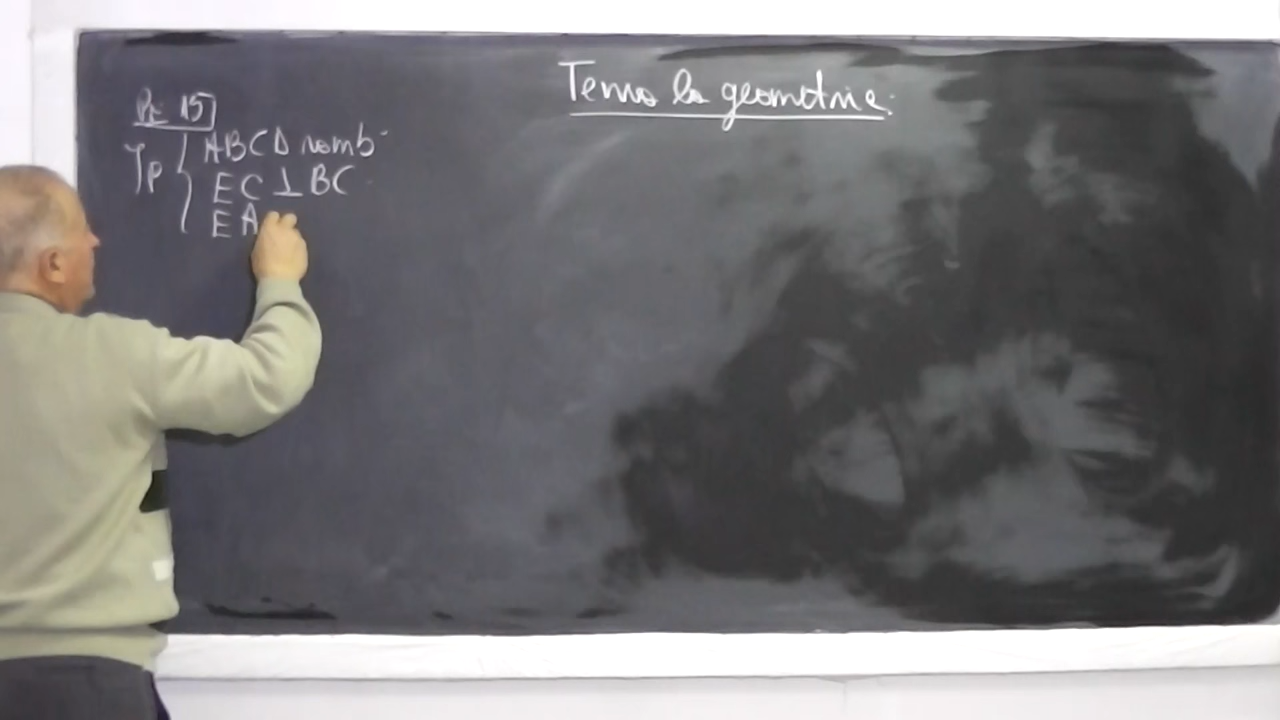 Tema la geometrie.
Pr 15
Ip { ABCD romb
EC ⊥ BC
EA